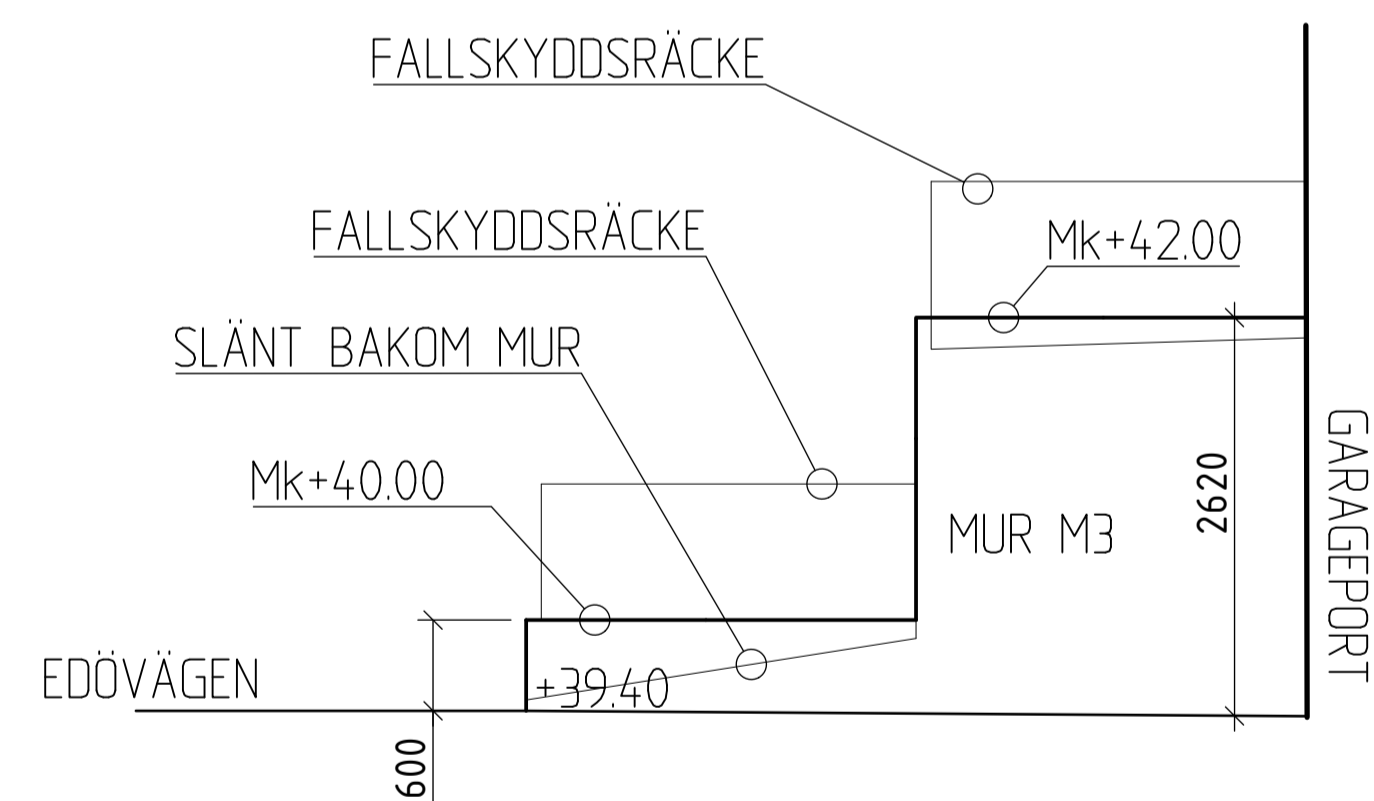 FALLSKYDDSRÄCKE
FALLSKYDDSRÄCKE
Mk+42.00
SLÄNT BAKOM MUR
Mk+40.00
MUR M3
2620
GARAGEPORT
EDÖVÄGEN
+39.40
600